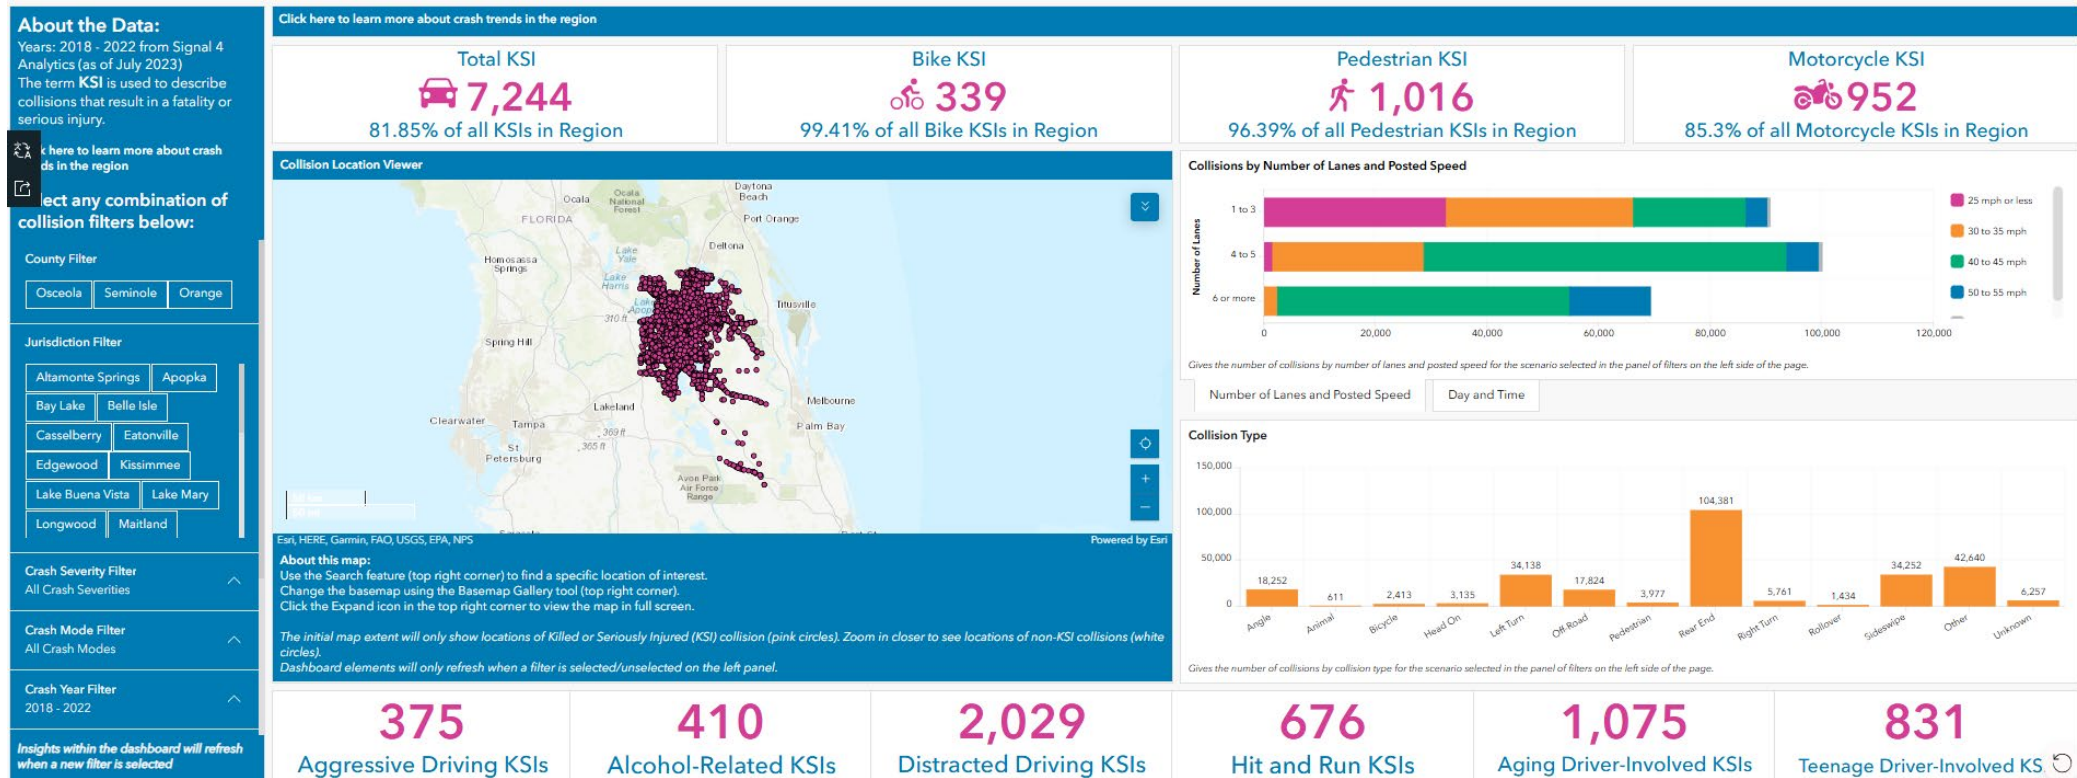 About the Data:
Years: 2018 - 2022 from Signal 4
Analytics (as of July 2023)
The term KSI is used to describe
collisions that result in a fatality or
serious injury.
k here to learn more about crash
ds in the region
lect any combination of
collision filters below:
County Filter
Osceola Seminole Orange
Jurisdiction Filter
Altamonte Springs Apopka
Bay Lake Belle Isle
Casselberry Eatonville
Edgewood Kissimmee
Lake Buena Vista Lake Mary
Longwood Maitland
Crash Severity Filter
All Crash Severities
Crash Mode Filter
All Crash Modes
Crash Year Filter
2018 - 2022
Insights within the dashboard will refresh
when a new filter is selected
Click here to learn more about crash trends in the region
Total KSI
7,244
81.85% of all KSIs in Region
Bike KSI
339
99.41% of all Bike KSIs in Region
Pedestrian KSI
1,016
96.39% of all Pedestrian KSIs in Region
Motorcycle KSI
952
85.3% of all Motorcycle KSIs in Region
Collision Location Viewer
Daytona
Beach
Ocala
Ocala
National
Forest
FLORIDA
Port Orange
Deltona
Lake
Yale
Homosassa
Springs
Lake
Harris
Titusville
310 ft
Spring Hill
Lakeland
Melbourne
Clearwater
Tampa
369 ft
Palm Bay
St
Petersburg
365 ft
Avon Park
Air Force
Range
Esri, HERE, Garmin, FAO, USGS, EPA, NPS
Powered by Esri
About this map:
Use the Search feature (top right corner) to find a specific location of interest.
Change the basemap using the Basemap Gallery tool (top right corner).
Click the Expand icon in the top right corner to view the map in full screen.
The initial map extent will only show locations of Killed or Seriously Injured (KSI) collision (pink circles). Zoom in closer to see locations of non-KSI collisions (white
circles).
Dashboard elements will only refresh when a filter is selected/unselected on the left panel.
Collisions by Number of Lanes and Posted Speed
Number of Lanes
1 to 3
4 to 5
6 or more
0 20,000 40,000 60,000 80,000 100,000 120,000
25 mph or less
30 to 35 mph
40 to 45 mph
50 to 55 mph
Gives the number of collisions by number of lanes and posted speed for the scenario selected in the panel of filters on the left side of the page.
Number of Lanes and Posted Speed
Day and Time
Collision Type
150,000
100,000
50,000
0
18,252 611 2,413 3,135 34,138 17,824 3,977 104,381 5,761 1,434 34,252 42,640 6,257
Angle Animal Bicycle Head On Left Turn Off-Road Pedestrian Rear End Right Turn Rollover Sideswipe Other Unknown
Gives the number of collisions by collision type for the scenario selected in the panel of filters on the left side of the page.
375
Aggressive Driving KSIs
410
Alcohol-Related KSIs
2,029
Distracted Driving KSIs
676
Hit and Run KSIs
1,075
Aging Driver-Involved KSIs
831
Teenage Driver-Involved KS